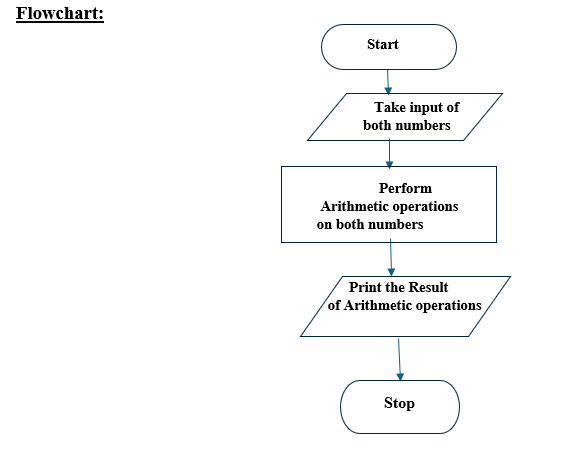 Flowchart:
Start
Take input of
both numbers
Perform
Arithmetic operations
on both numbers
Print the Result
of Arithmetic operations
Stop